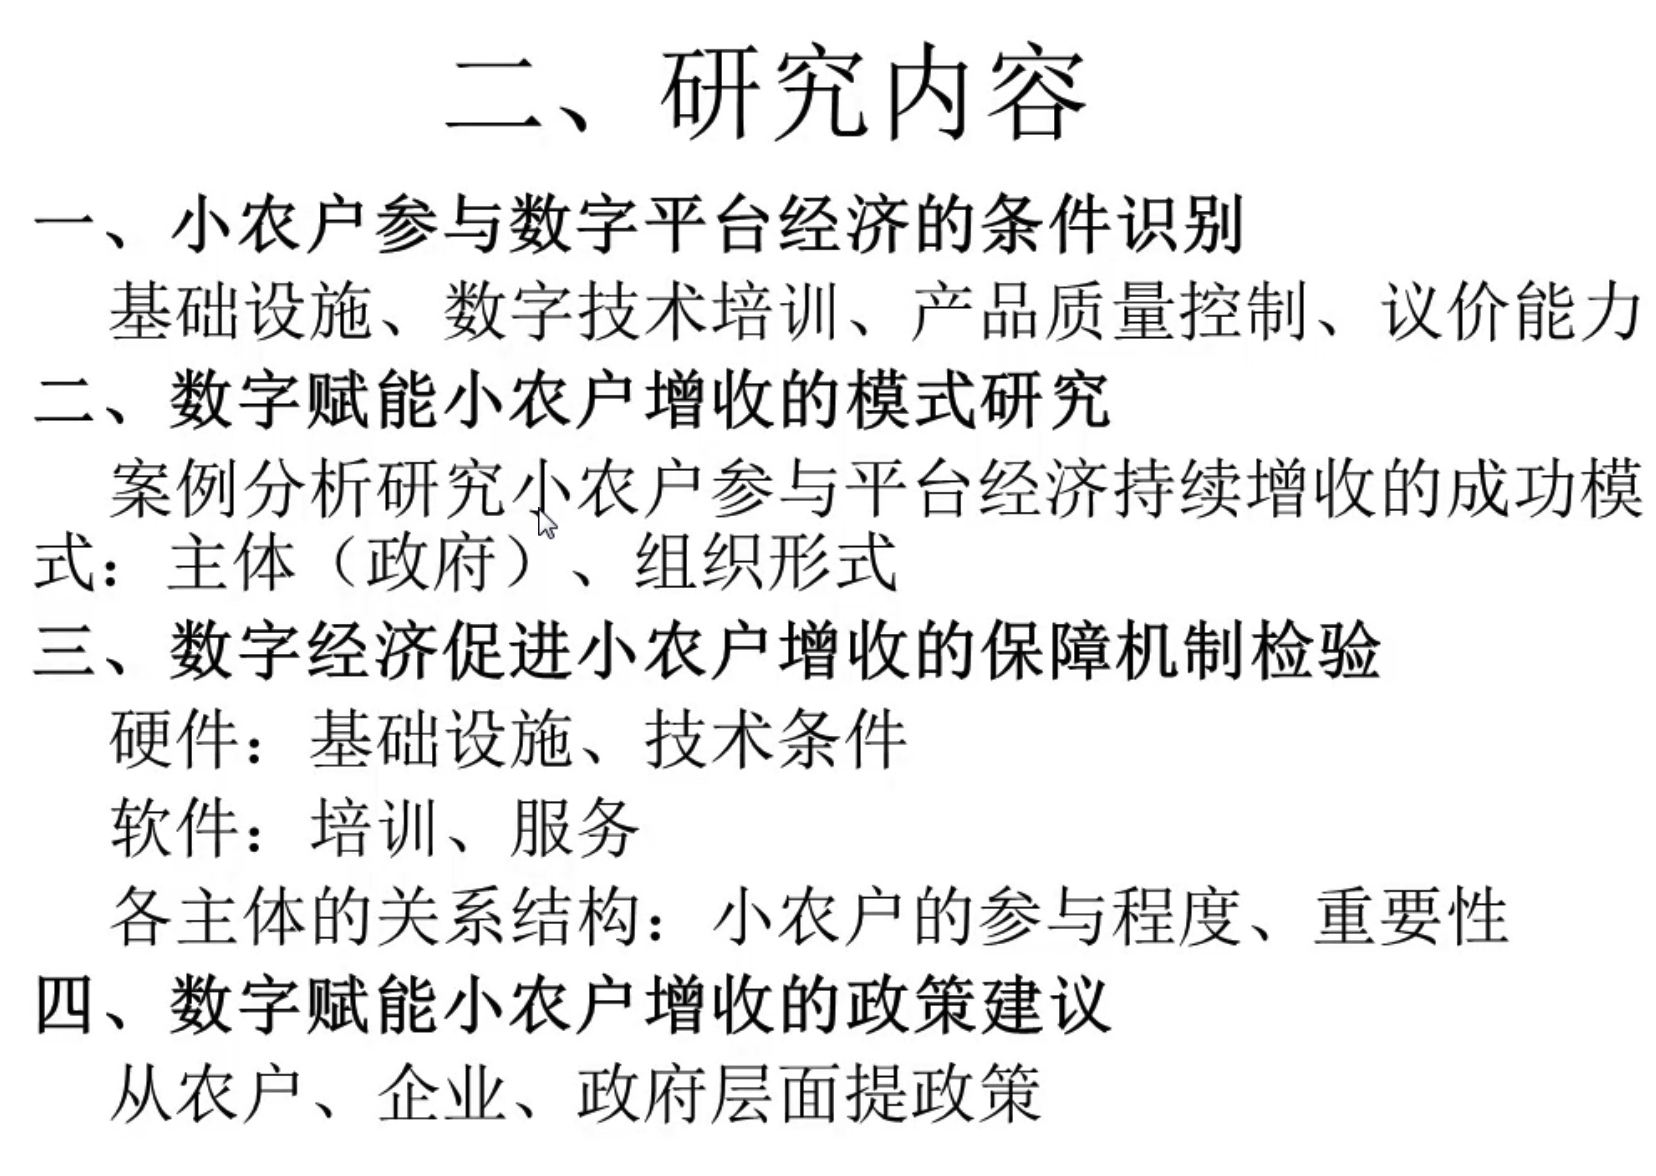 二、研究内容
一、小农户参与数字平台经济的条件识别
基础设施、数字技术培训、产品质量控制、议价能力
二、数字赋能小农户增收的模式研究
案例分析研究小农户参与平台经济持续增收的成功模
式：主体（政府）、组织形式
三、数字经济促进小农户增收的保障机制检验
硬件：基础设施、技术条件
软件：培训、服务
各主体的关系结构：小农户的参与程度、重要性
四、数字赋能小农户增收的政策建议
从农户、企业、政府层面提政策